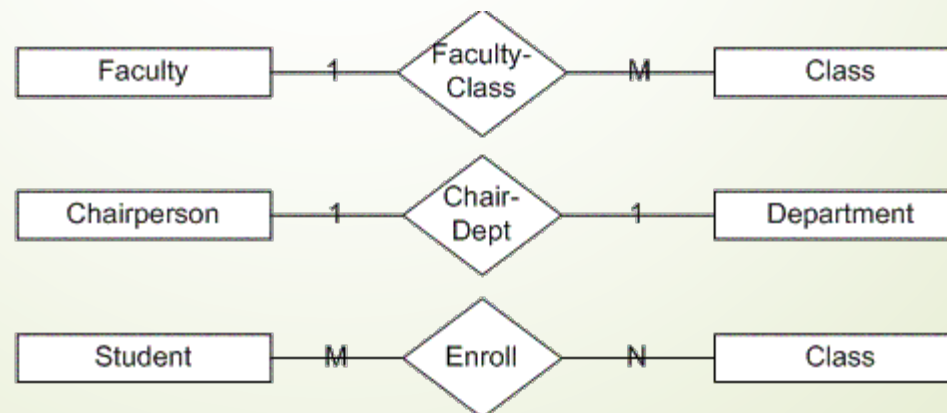 Faculty 1 Faculty- M Class
Class
Chairperson 1 Chair- 1 Department
Dept
Student M Enroll N Class